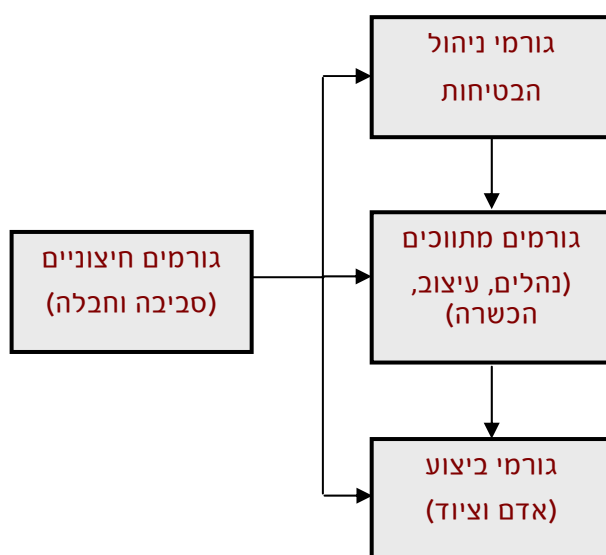 גורמי ניהול
הבטיחות
גורמים מתווכים
(נהלים, עיצוב,
הכשרה)
גורמים חיצוניים
(סביבה וחבלה)
גורמי ביצוע
(אדם וציוד)